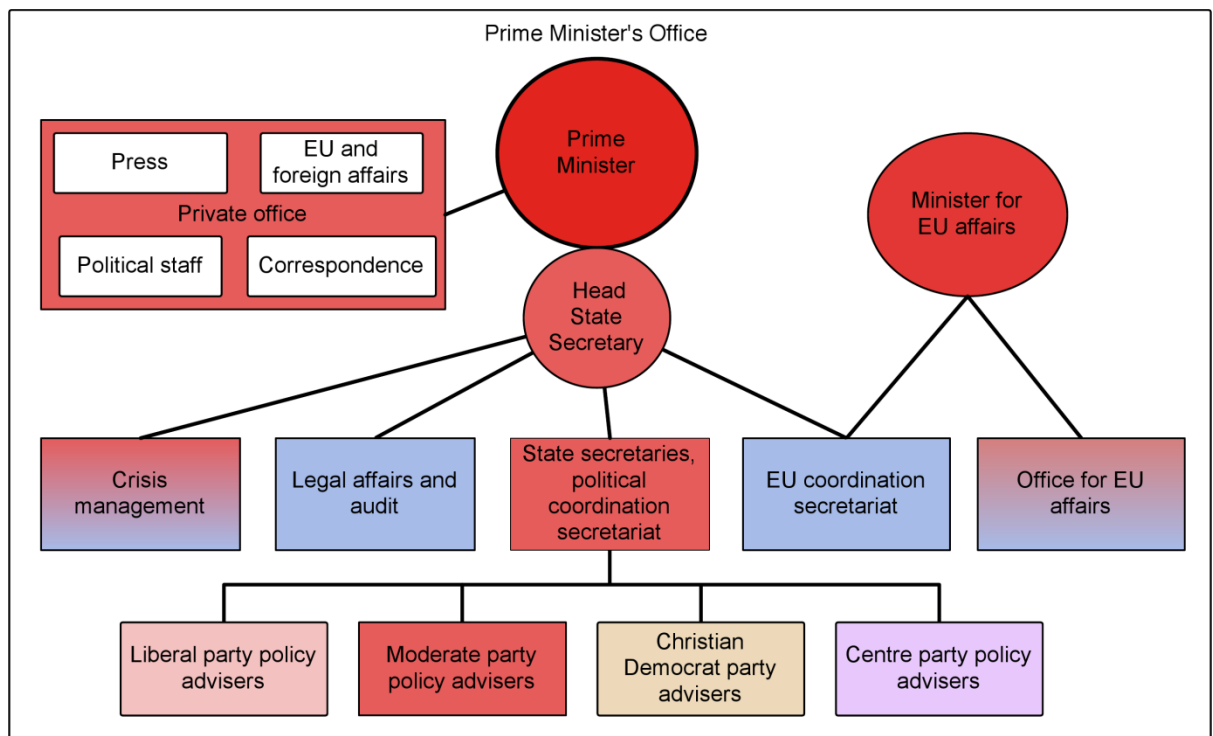 Prime Minister's Office
Prime
Minister
Press
EU and
foreign affairs
Private office
Political staff
Correspondence
Minister for
EU affairs
Head
State
Secretary
Crisis
management
Legal affairs and
audit
State secretaries,
political
coordination
secretariat
EU coordination
secretariat
Office for EU
affairs
Liberal party policy
advisers
Moderate party
policy advisers
Christian
Democrat party
advisers
Centre party policy
advisers